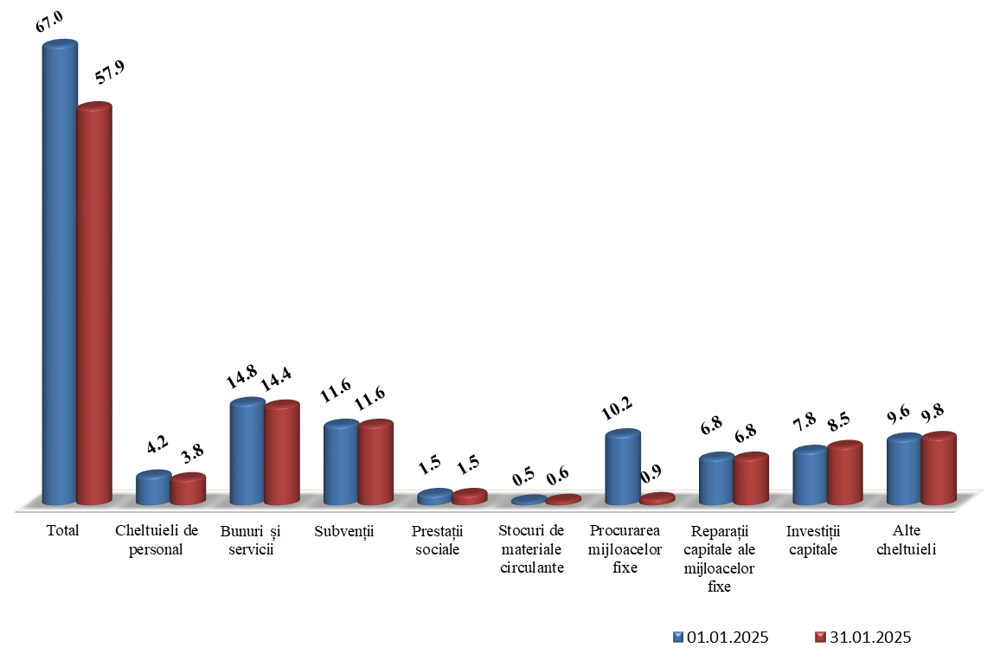 67.0
57.9
4.2
3.8
14.8
14.4
11.6
11.6
1.5
1.5
0.5
0.6
10.2
0.9
6.8
6.8
7.8
8.5
9.6
9.8
Total
Cheltuieli de
personal
Bunuri și
servicii
Subvenții
Prestații
sociale
Stocuri de
materiale
circulante
Procurarea
mijloacelor
fixe
Reparații
capitale ale
mijloacelor
fixe
Investiții
capitale
Alte
cheltuieli
01.01.2025
31.01.2025